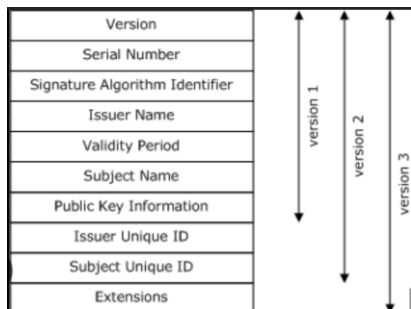 Version
Serial Number
Signature Algorithm Identifier
Issuer Name
Validity Period
Subject Name
Public Key Information
Issuer Unique ID
Subject Unique ID
Extensions
version 1
version 2
version 3